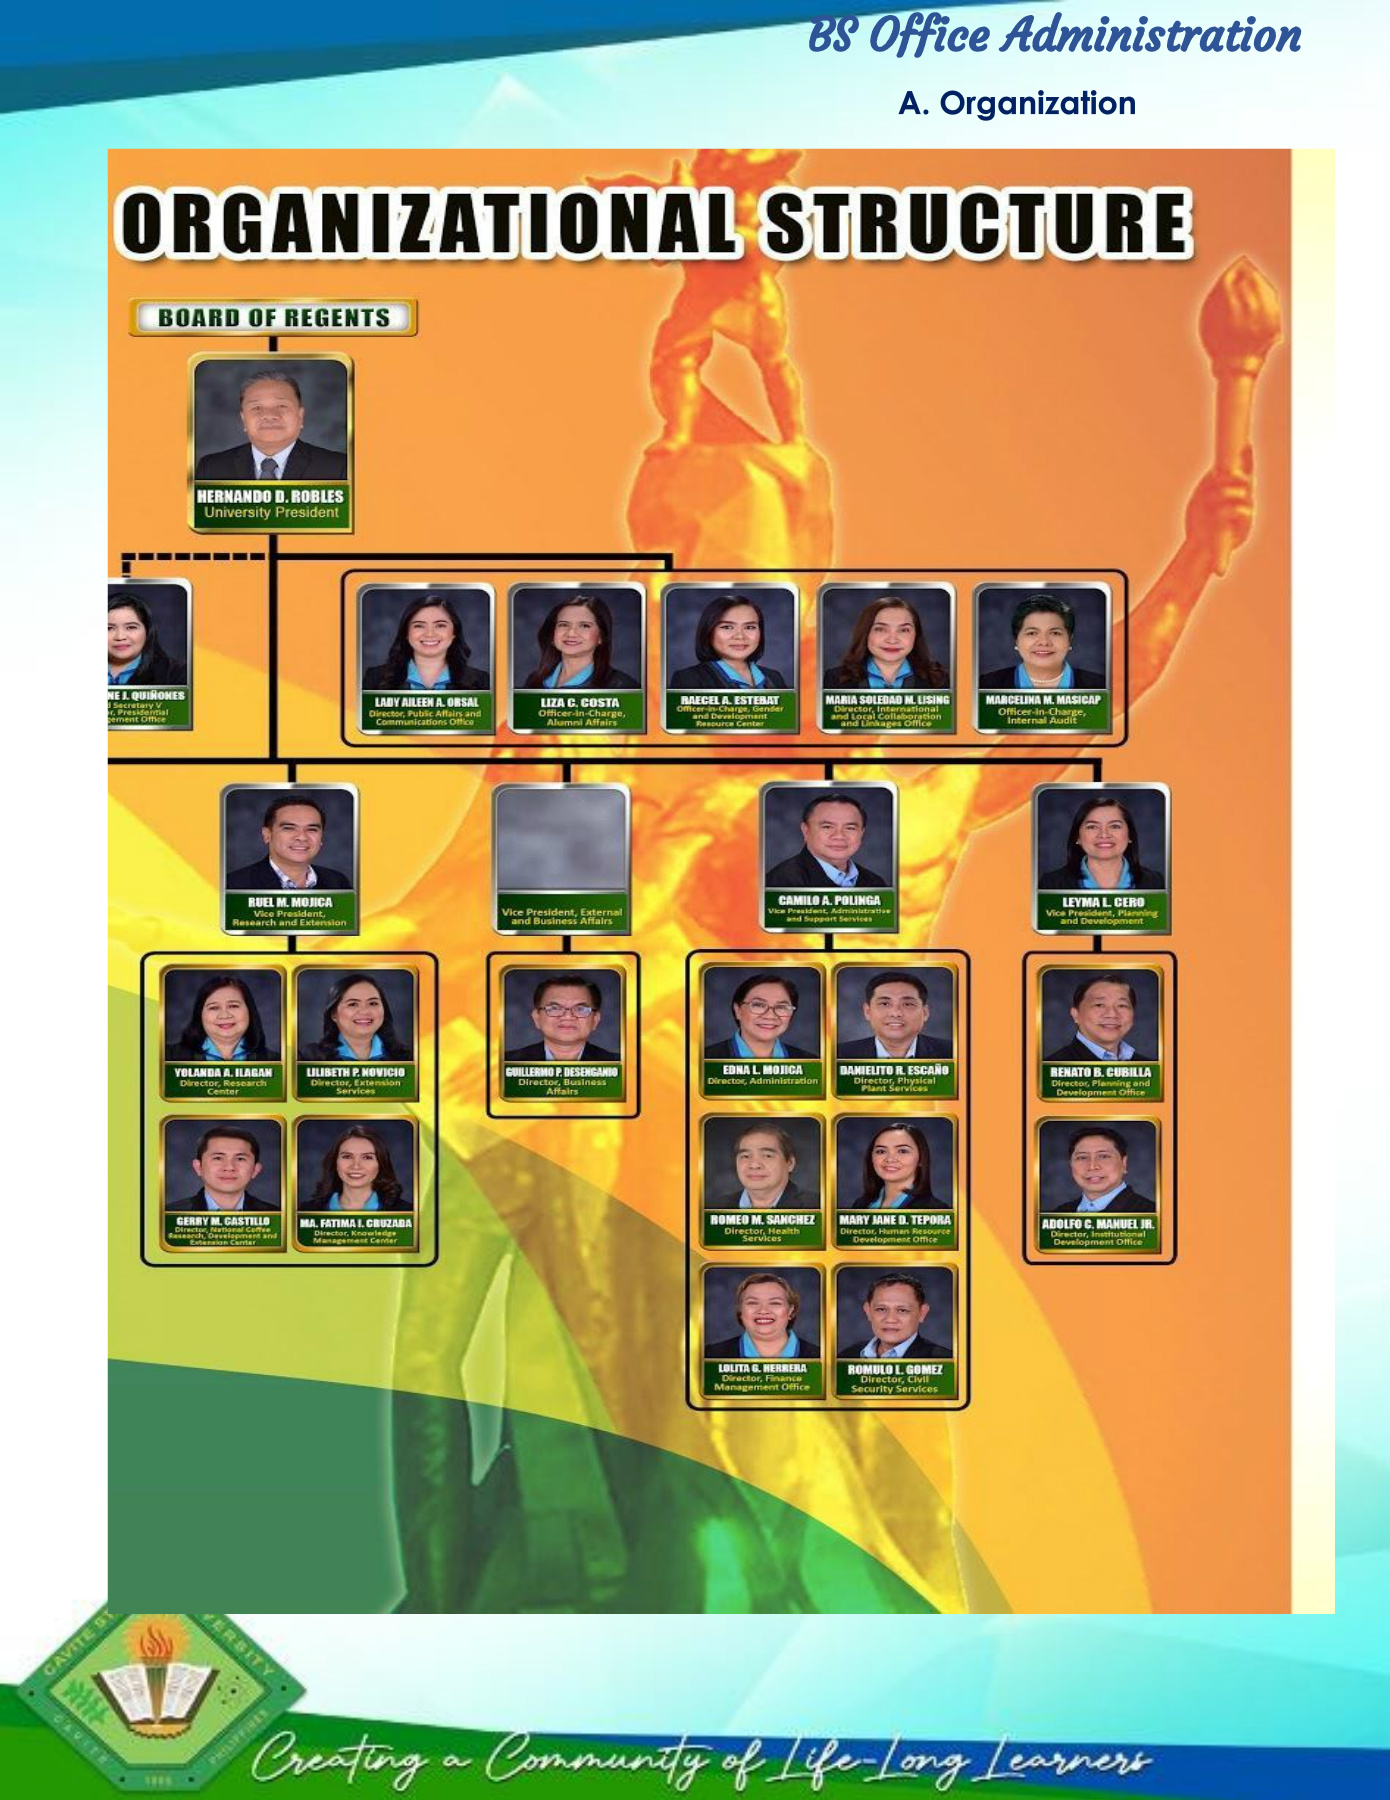 BS Office Administration
A. Organization
ORGANIZATIONAL STRUCTURE
BOARD OF REGENTS
HERNANDO D. ROBLES
University President
NE J. QUIÑONES
d Secretary V
r, Presidential
gement Office
LADY AILEEN A. ORSAL
Director, Public Affairs and
Communications Office
LIZA C. COSTA
Officer-in-Charge,
Alumni Affairs
RAECEL A. ESTEBAT
Officer-in-Charge, Gender
and Development
Resource Center
MARIA SOLEDAD M. LISING
Director, International
and Local Collaboration
and Linkages Office
MARCELINA M. MASICAP
Officer-in-Charge,
Internal Audit
RUEL M. MOJICA
Vice President,
Research and Extension
Vice President, External
and Business Affairs
CAMILO A. POLINGA
Vice President, Administrative
and Support Services
LEYMA L. CERO
Vice President, Planning
and Development
YOLANDA A. ILAGAN
Director, Research
Center
LILIBETH P. NOVICIO
Director, Extension
Services
GERRY M. CASTILLO
Director, National Coffee
Research, Development and
Extension Center
MA. FATIMA I. CRUZADA
Director, Knowledge
Management Center
GUILLERMO P. DESENGANIO
Director, Business
Affairs
EDNA L. MOJICA
Director, Administration
DANIELITO R. ESCAÑO
Director, Physical
Plant Services
ROMEO M. SANCHEZ
Director, Health
Services
MARY JANE D. TEPORA
Director, Human Resource
Development Office
LOLITA G. HERRERA
Director, Finance
Management Office
ROMULO L. GOMEZ
Director, Civil
Security Services
RENATO B. CUBILLA
Director, Planning and
Development Office
ADOLFO C. MANUEL JR.
Director, Institutional
Development Office
CAVITE ST VERSITY
CAVITE 1906 PHILIPPINES
Creating a Community of Life-Long Learners